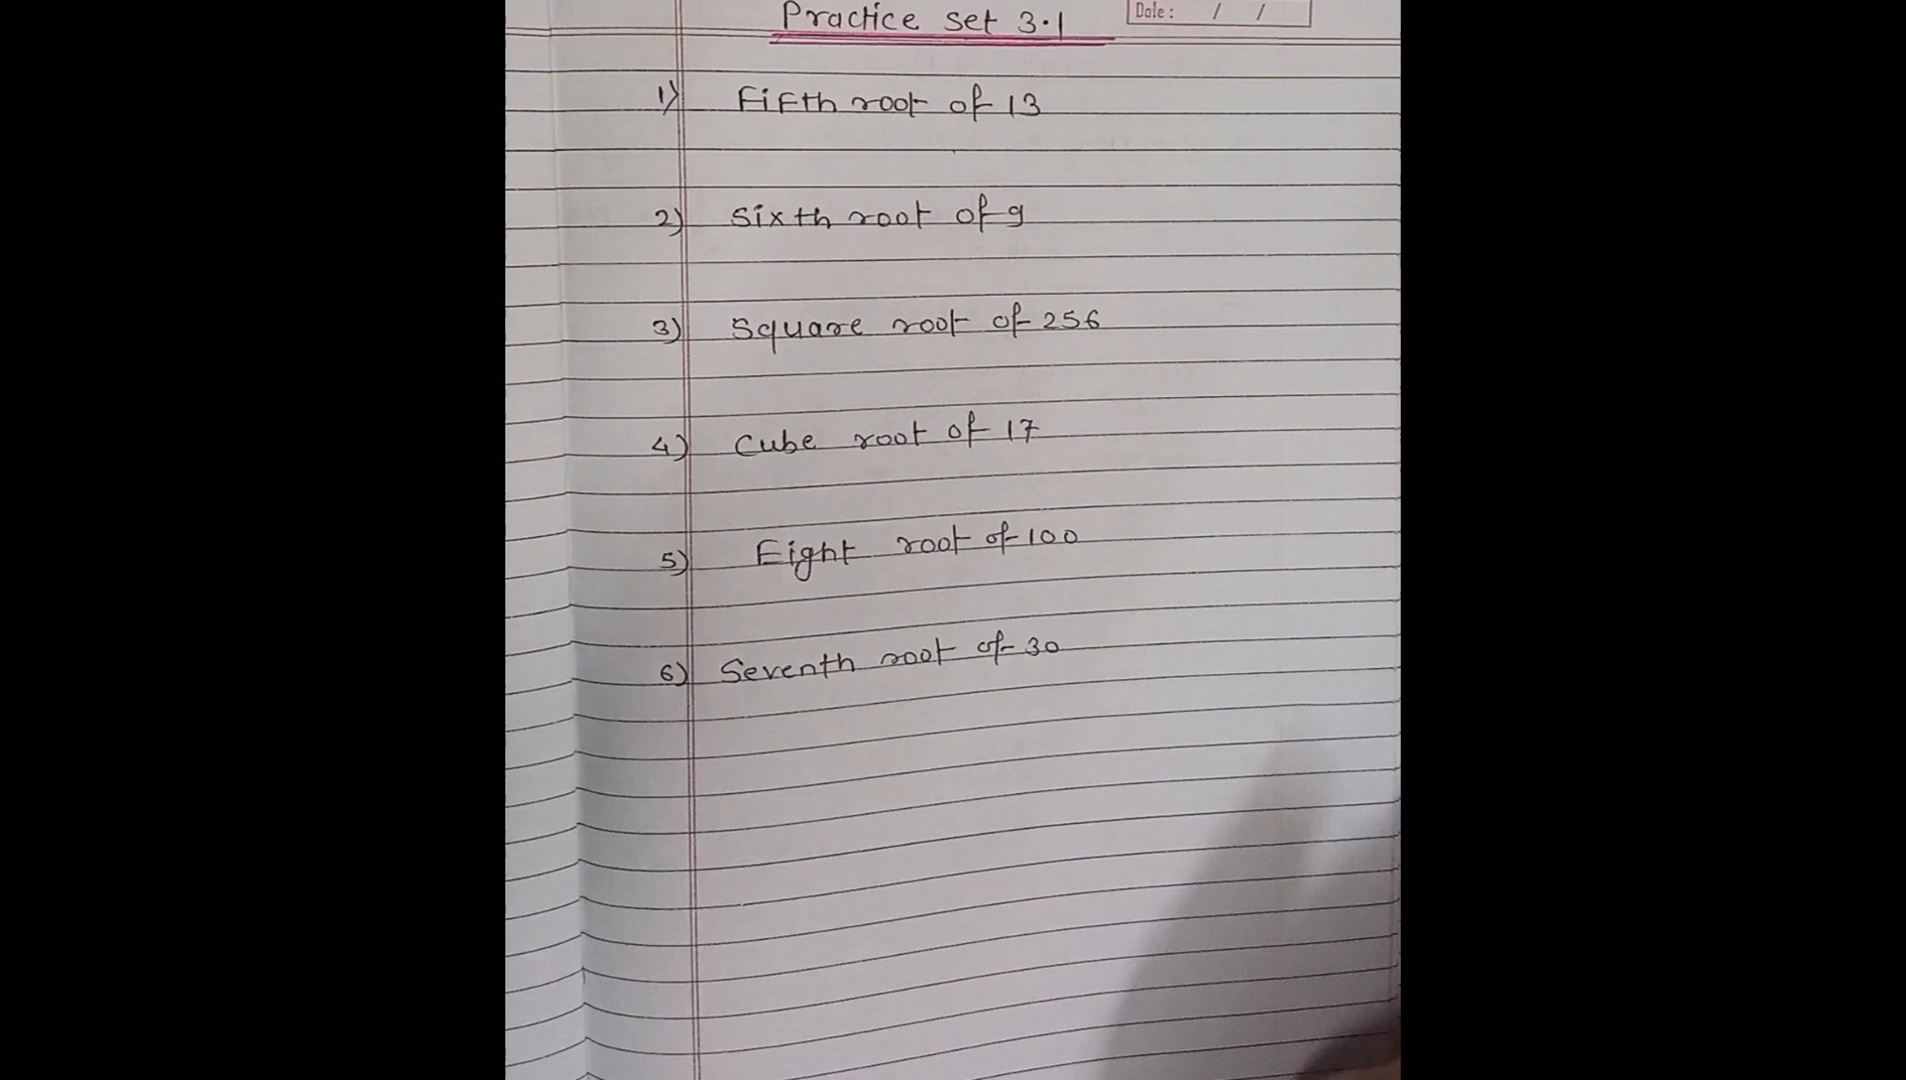 Practice set 3.1
Date: / /
1) Fifth root of 13
2) Sixth root of 9
3) Square root of 256
4) Cube root of 17
5) Eight root of 100
6) Seventh root of 30